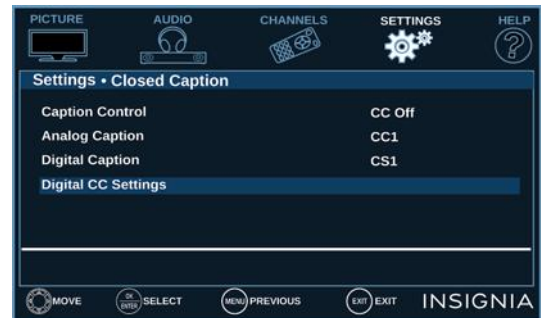 PICTURE AUDIO CHANNELS SETTINGS HELP
Settings • Closed Caption
Caption Control CC Off
Analog Caption CC1
Digital Caption CS1
Digital CC Settings
MOVE OK ENTER SELECT MENU PREVIOUS EXIT EXIT INSIGNIA